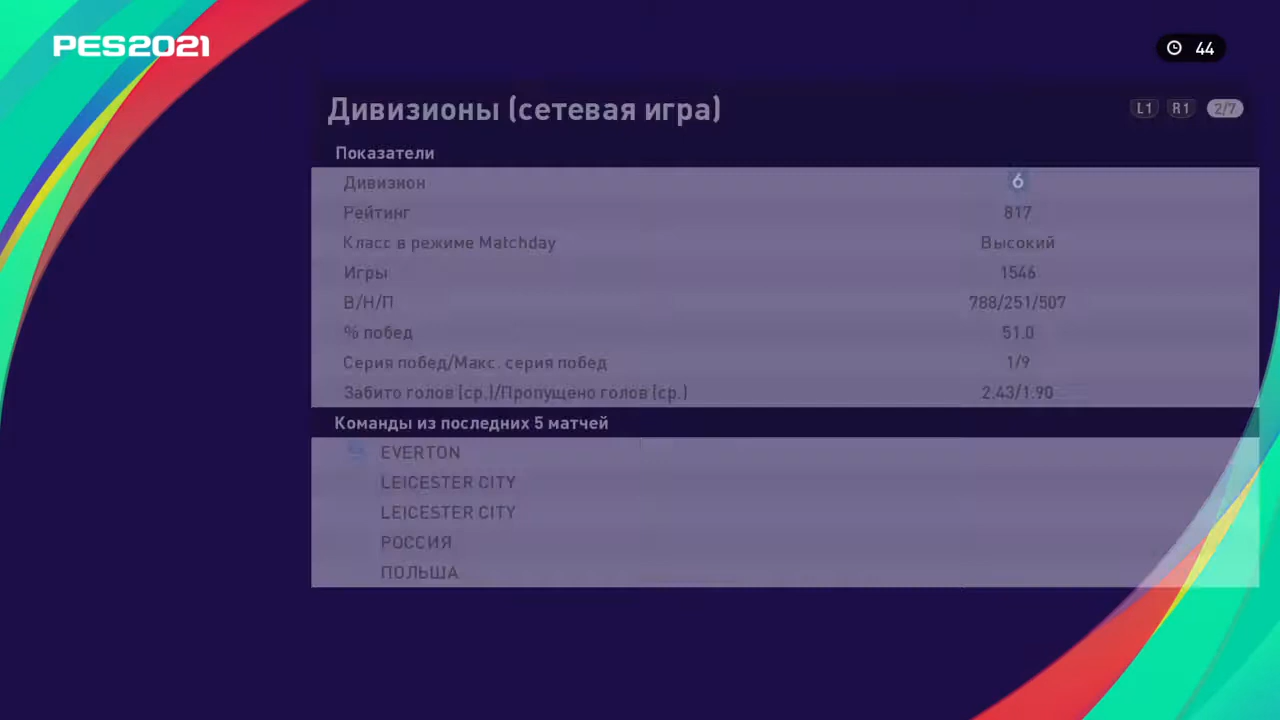 PES2021
44
Дивизионы (сетевая игра)
L1 R1 2/7
Показатели
Дивизион 6
Рейтинг 817
Класс в режиме Matchday Высокий
Игры 1546
В/Н/П 788/251/507
% побед 51.0
Серия побед/Макс. серия побед 1/9
Забито голов (ср.)/Пропущено голов (ср.) 2.43/1.90
Команды из последних 5 матчей
EVERTON
LEICESTER CITY
LEICESTER CITY
РОССИЯ
ПОЛЬША